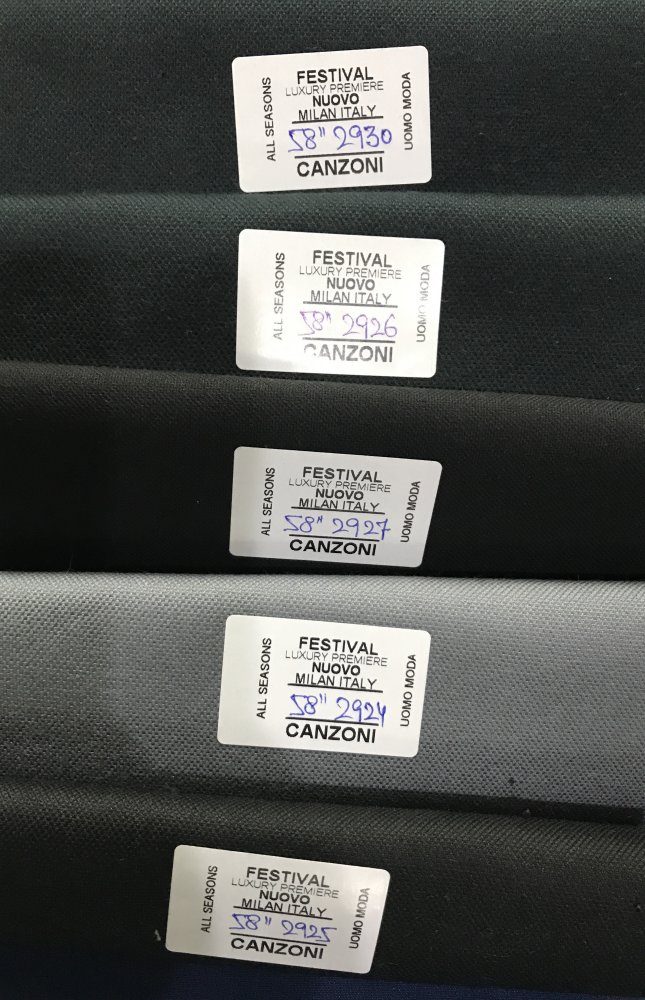 ALL SEASONS
FESTIVAL
LUXURY PREMIERE
NUOVO
MILAN ITALY
58" 2930
CANZONI
UOMO MODA
ALL SEASONS
FESTIVAL
LUXURY PREMIERE
NUOVO
MILAN ITALY
58" 2926
CANZONI
UOMO MODA
ALL SEASONS
FESTIVAL
LUXURY PREMIERE
NUOVO
MILAN ITALY
58" 2927
CANZONI
UOMO MODA
ALL SEASONS
FESTIVAL
LUXURY PREMIERE
NUOVO
MILAN ITALY
58" 2924
CANZONI
UOMO MODA
ALL SEASONS
FESTIVAL
LUXURY PREMIERE
NUOVO
MILAN ITALY
58" 2925
CANZONI
UOMO MODA